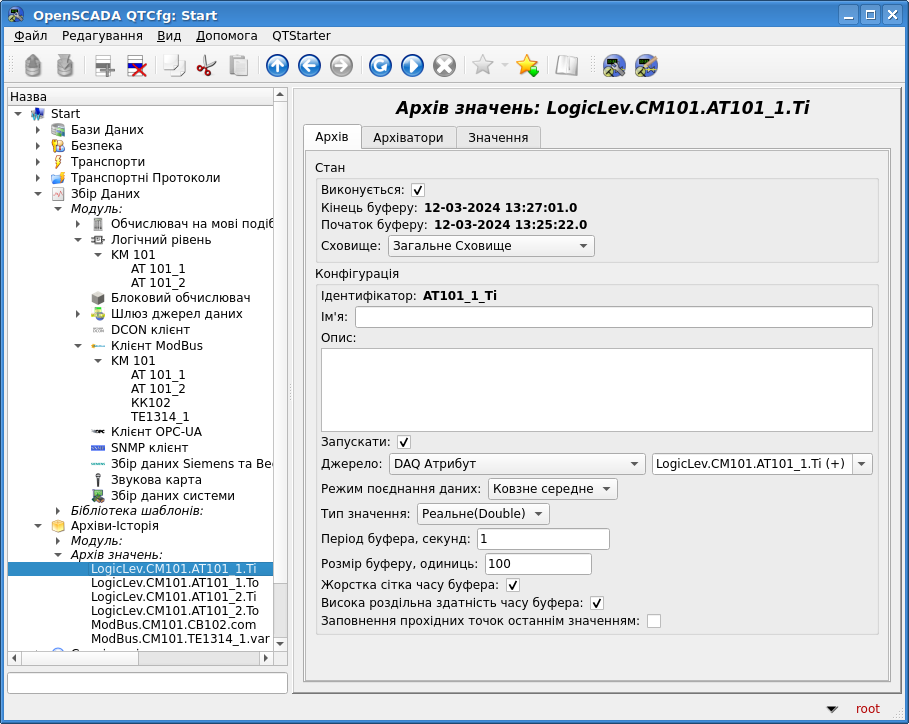 OpenSCADA QTCfg: Start
Файл Редагування Вид Допомога QTStarter
Назва
Start
Бази Даних
Безпека
Транспорти
Транспортні Протоколи
Збір Даних
Модуль:
Обчислювач на мові подіб
Логічний рівень
КМ 101
AT 101_1
AT 101_2
Блоковий обчислювач
Шлюз джерел даних
DCON клієнт
Клієнт ModBus
КМ 101
AT 101_1
AT 101_2
КК102
ТЕ1314_1
Клієнт OPC-UA
SNMP клієнт
Збір даних Siemens та Be
Звукова карта
Збір даних системи
Бібліотека шаблонів:
Архіви-Історія
Модуль:
Архів значень:
LogicLev.CM101.AT101_1.Ti
LogicLev.CM101.AT101_1.To
LogicLev.CM101.AT101_2.Ti
LogicLev.CM101.AT101_2.To
ModBus.CM101.CB102.com
ModBus.CM101.TE1314_1.var
Архів значень: LogicLev.CM101.AT101_1.Ti
Архів Архіватори Значення
Стан
Виконується:
Кінець буферу: 12-03-2024 13:27:01.0
Початок буферу: 12-03-2024 13:25:22.0
Сховище: Загальне Сховище
Конфігурація
Ідентифікатор: AT101_1_Ti
Ім'я:
Опис:
Запускати:
Джерело: DAQ Атрибут LogicLev.CM101.AT101_1.Ti (+)
Режим поєднання даних: Ковзне середнє
Тип значення: Реальне(Double)
Період буфера, секунд: 1
Розмір буферу, одиниць: 100
Жорстка сітка часу буфера:
Висока роздільна здатність часу буфера:
Заповнення прохідних точок останнім значенням:
root